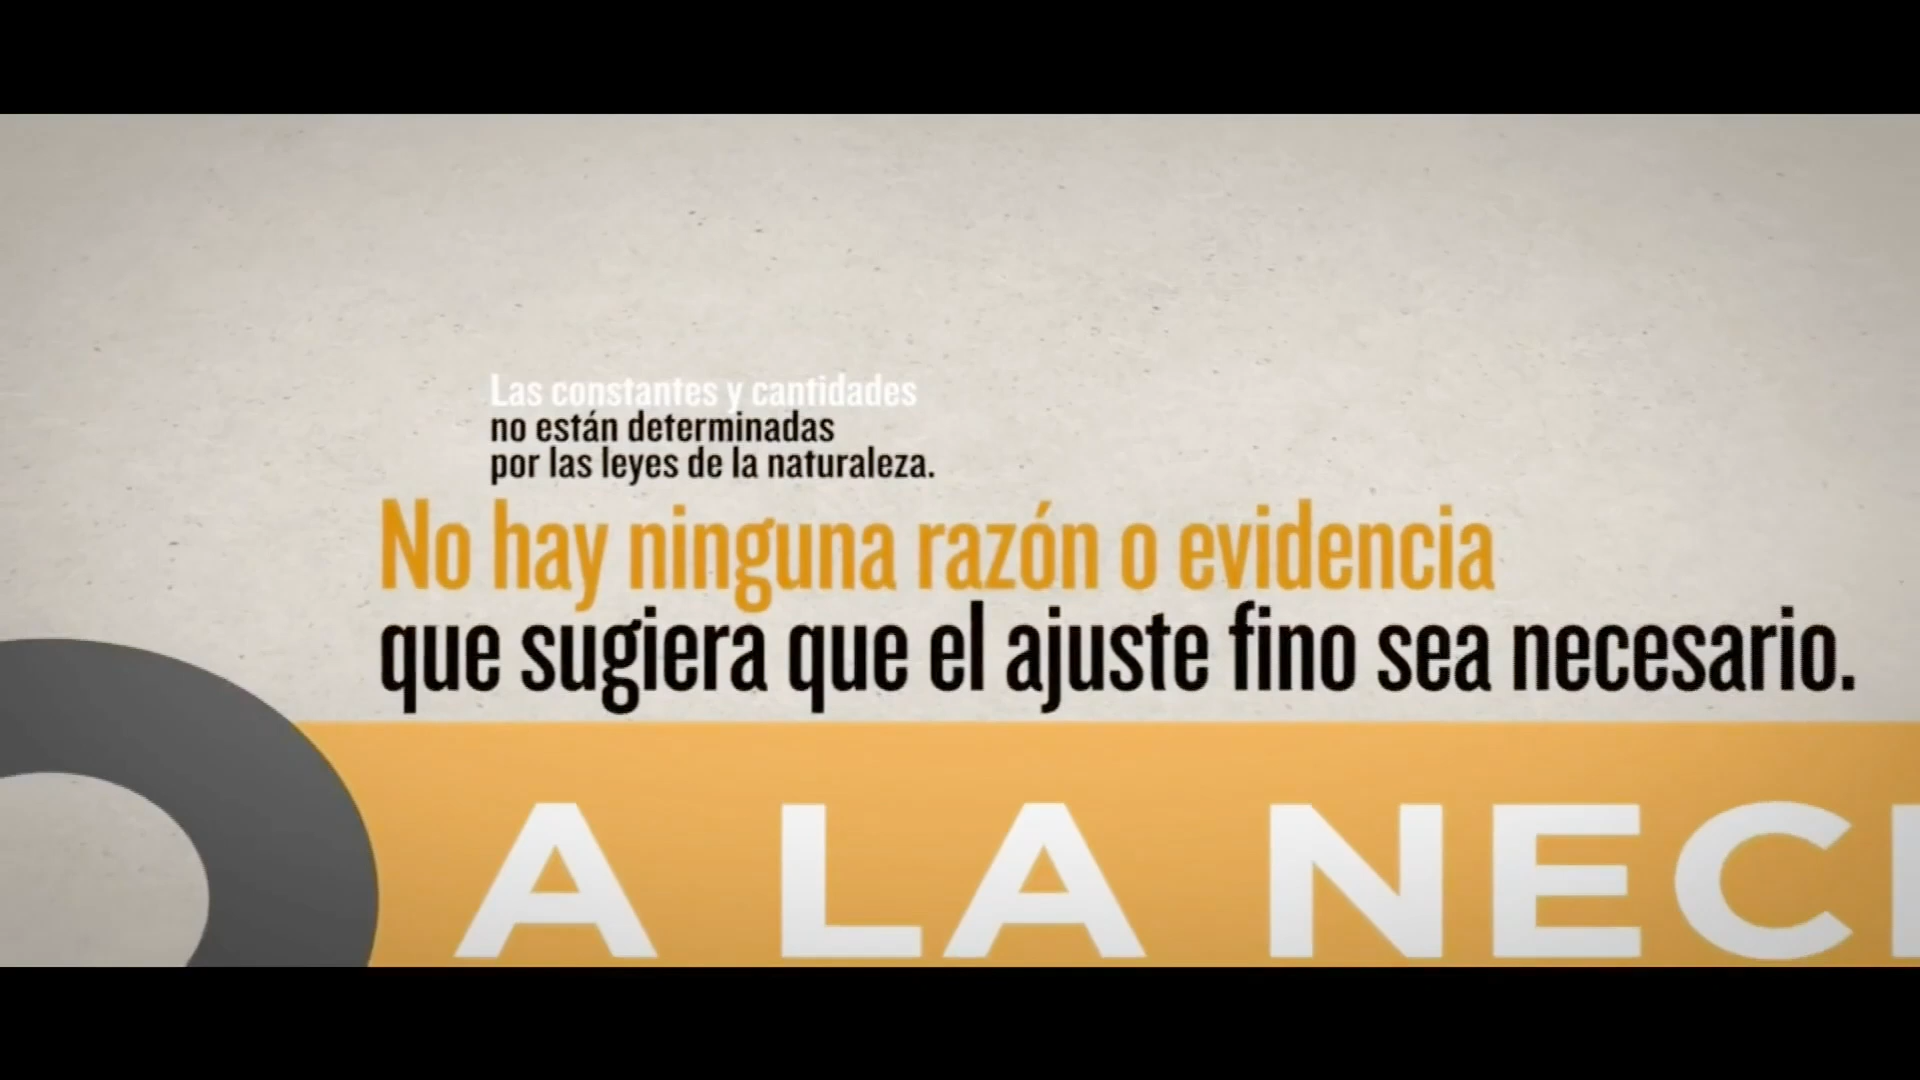 Las constantes y cantidades
no están determinadas
por las leyes de la naturaleza.
No hay ninguna razón o evidencia
que sugiera que el ajuste fino sea necesario.
A LA NECE